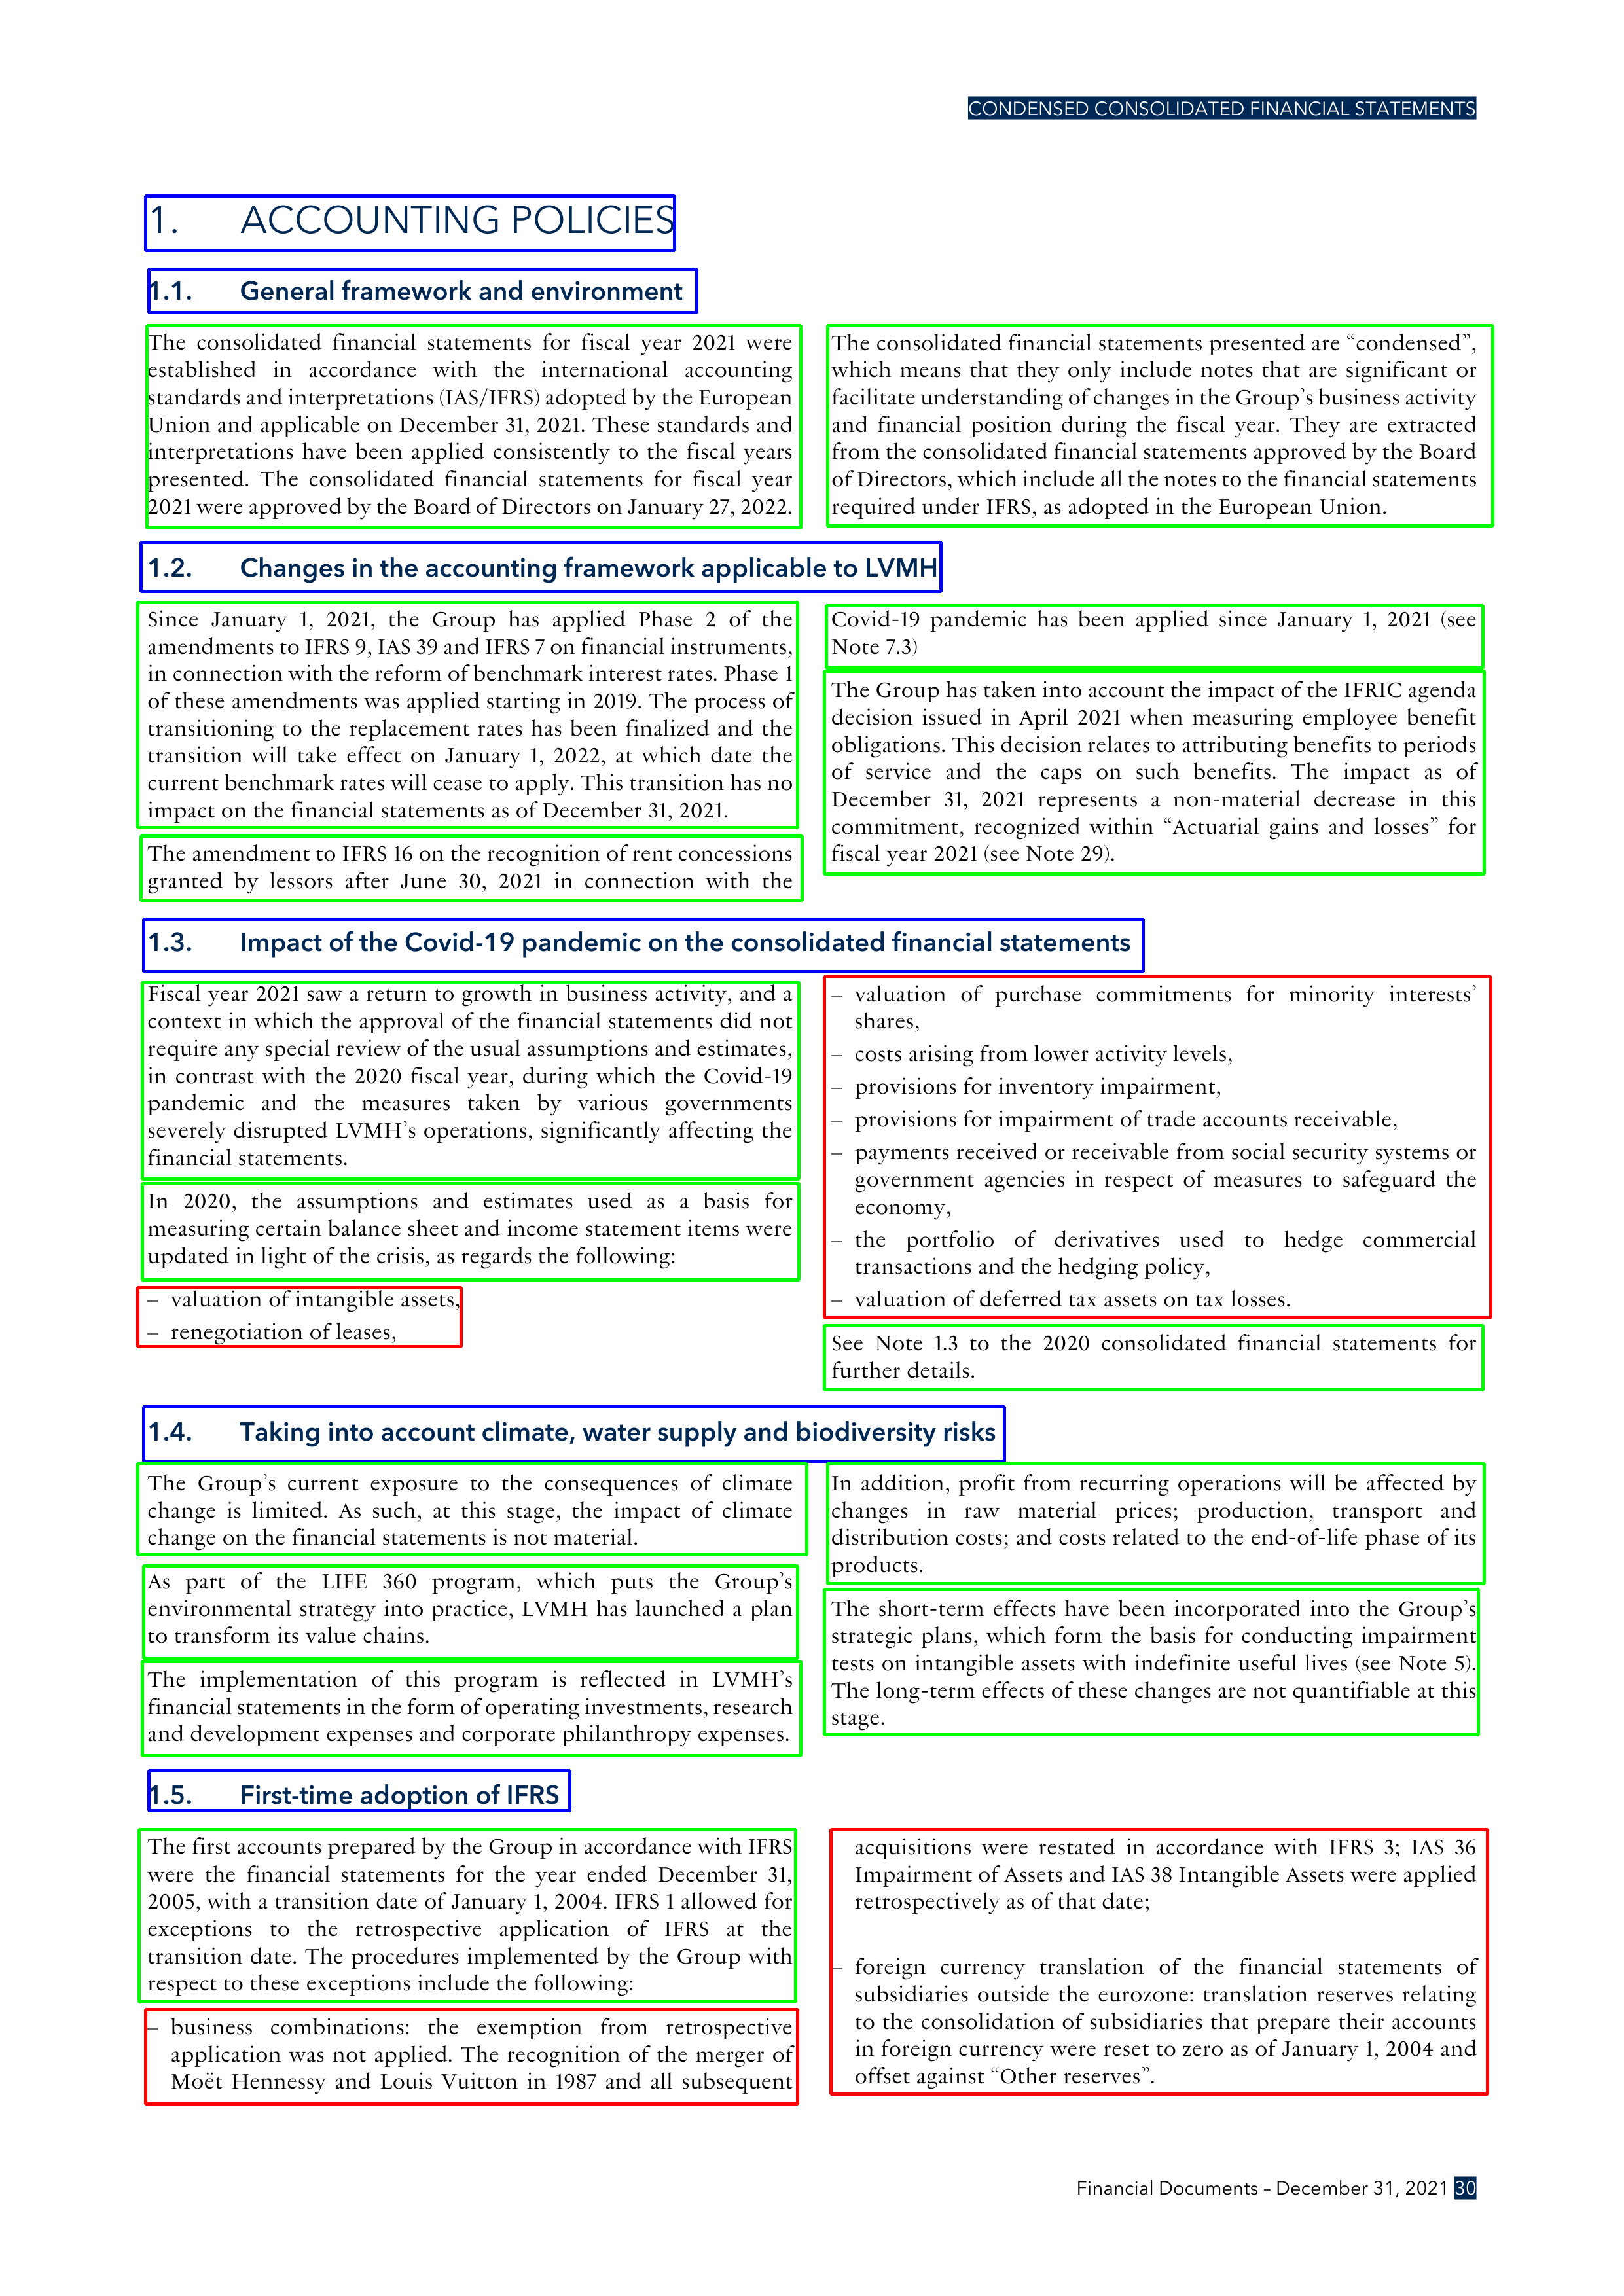 CONDENSED CONSOLIDATED FINANCIAL STATEMENTS
1. ACCOUNTING POLICIES
1.1. General framework and environment
The consolidated financial statements for fiscal year 2021 were
established in accordance with the international accounting
standards and interpretations (IAS/IFRS) adopted by the European
Union and applicable on December 31, 2021. These standards and
interpretations have been applied consistently to the fiscal years
presented. The consolidated financial statements for fiscal year
2021 were approved by the Board of Directors on January 27, 2022.
The consolidated financial statements presented are “condensed”,
which means that they only include notes that are significant or
facilitate understanding of changes in the Group’s business activity
and financial position during the fiscal year. They are extracted
from the consolidated financial statements approved by the Board
of Directors, which include all the notes to the financial statements
required under IFRS, as adopted in the European Union.
1.2. Changes in the accounting framework applicable to LVMH
Since January 1, 2021, the Group has applied Phase 2 of the
amendments to IFRS 9, IAS 39 and IFRS 7 on financial instruments,
in connection with the reform of benchmark interest rates. Phase 1
of these amendments was applied starting in 2019. The process of
transitioning to the replacement rates has been finalized and the
transition will take effect on January 1, 2022, at which date the
current benchmark rates will cease to apply. This transition has no
impact on the financial statements as of December 31, 2021.
The amendment to IFRS 16 on the recognition of rent concessions
granted by lessors after June 30, 2021 in connection with the
Covid-19 pandemic has been applied since January 1, 2021 (see
Note 7.3)
The Group has taken into account the impact of the IFRIC agenda
decision issued in April 2021 when measuring employee benefit
obligations. This decision relates to attributing benefits to periods
of service and the caps on such benefits. The impact as of
December 31, 2021 represents a non-material decrease in this
commitment, recognized within “Actuarial gains and losses” for
fiscal year 2021 (see Note 29).
1.3. Impact of the Covid-19 pandemic on the consolidated financial statements
Fiscal year 2021 saw a return to growth in business activity, and a
context in which the approval of the financial statements did not
require any special review of the usual assumptions and estimates,
in contrast with the 2020 fiscal year, during which the Covid-19
pandemic and the measures taken by various governments
severely disrupted LVMH’s operations, significantly affecting the
financial statements.
In 2020, the assumptions and estimates used as a basis for
measuring certain balance sheet and income statement items were
updated in light of the crisis, as regards the following:
– valuation of intangible assets,
– renegotiation of leases,
– valuation of purchase commitments for minority interests’
shares,
– costs arising from lower activity levels,
– provisions for inventory impairment,
– provisions for impairment of trade accounts receivable,
– payments received or receivable from social security systems or
government agencies in respect of measures to safeguard the
economy,
– the portfolio of derivatives used to hedge commercial
transactions and the hedging policy,
– valuation of deferred tax assets on tax losses.
See Note 1.3 to the 2020 consolidated financial statements for
further details.
1.4. Taking into account climate, water supply and biodiversity risks
The Group’s current exposure to the consequences of climate
change is limited. As such, at this stage, the impact of climate
change on the financial statements is not material.
As part of the LIFE 360 program, which puts the Group’s
environmental strategy into practice, LVMH has launched a plan
to transform its value chains.
The implementation of this program is reflected in LVMH’s
financial statements in the form of operating investments, research
and development expenses and corporate philanthropy expenses.
In addition, profit from recurring operations will be affected by
changes in raw material prices; production, transport and
distribution costs; and costs related to the end-of-life phase of its
products.
The short-term effects have been incorporated into the Group’s
strategic plans, which form the basis for conducting impairment
tests on intangible assets with indefinite useful lives (see Note 5).
The long-term effects of these changes are not quantifiable at this
stage.
1.5. First-time adoption of IFRS
The first accounts prepared by the Group in accordance with IFRS
were the financial statements for the year ended December 31,
2005, with a transition date of January 1, 2004. IFRS 1 allowed for
exceptions to the retrospective application of IFRS at the
transition date. The procedures implemented by the Group with
respect to these exceptions include the following:
– business combinations: the exemption from retrospective
application was not applied. The recognition of the merger of
Moët Hennessy and Louis Vuitton in 1987 and all subsequent
acquisitions were restated in accordance with IFRS 3; IAS 36
Impairment of Assets and IAS 38 Intangible Assets were applied
retrospectively as of that date;
– foreign currency translation of the financial statements of
subsidiaries outside the eurozone: translation reserves relating
to the consolidation of subsidiaries that prepare their accounts
in foreign currency were reset to zero as of January 1, 2004 and
offset against “Other reserves”.
Financial Documents – December 31, 2021 30